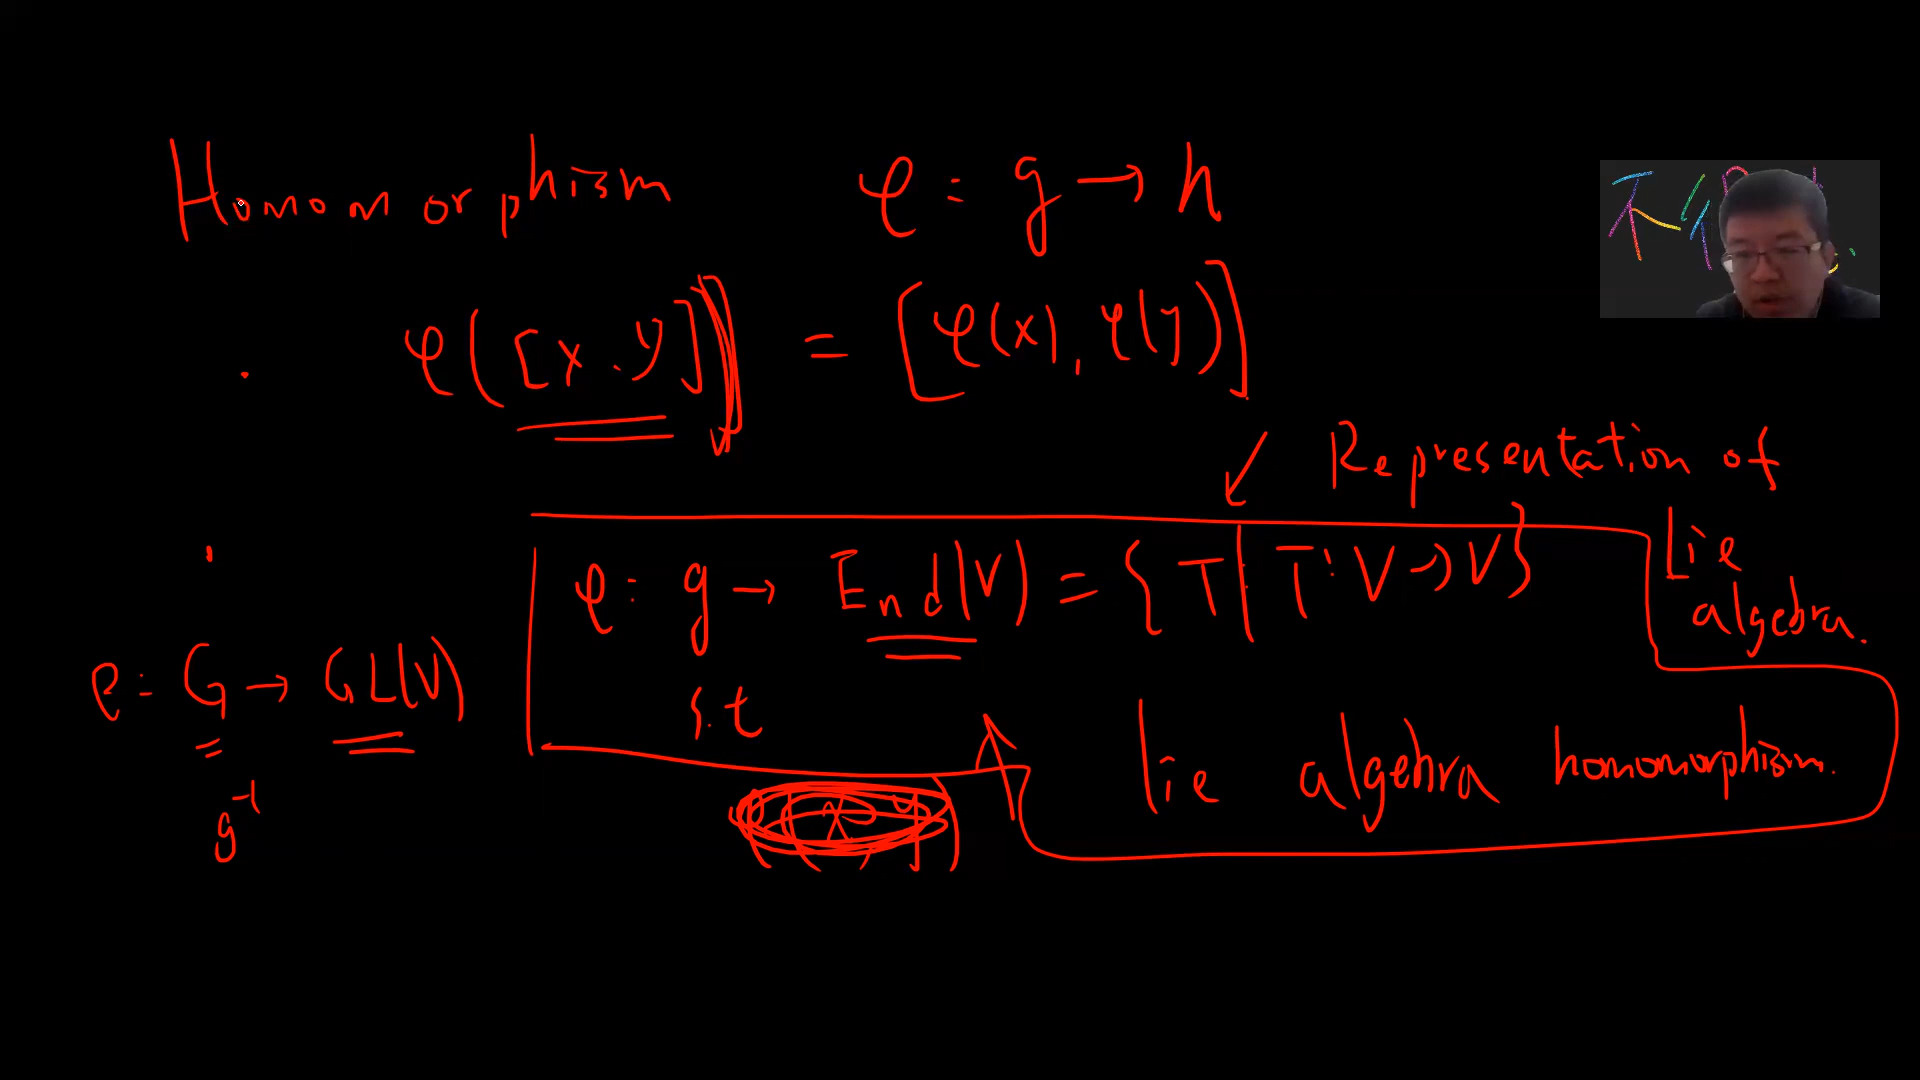 Homomorphism φ: g → h
φ([x, y]) = [φ(x), φ(y)]
Representation of
Lie
algebra.
φ: g → End(V) = {T | T: V → V}
s.t
ρ: G → GL(V)
g⁻¹
Lie algebra homomorphism.